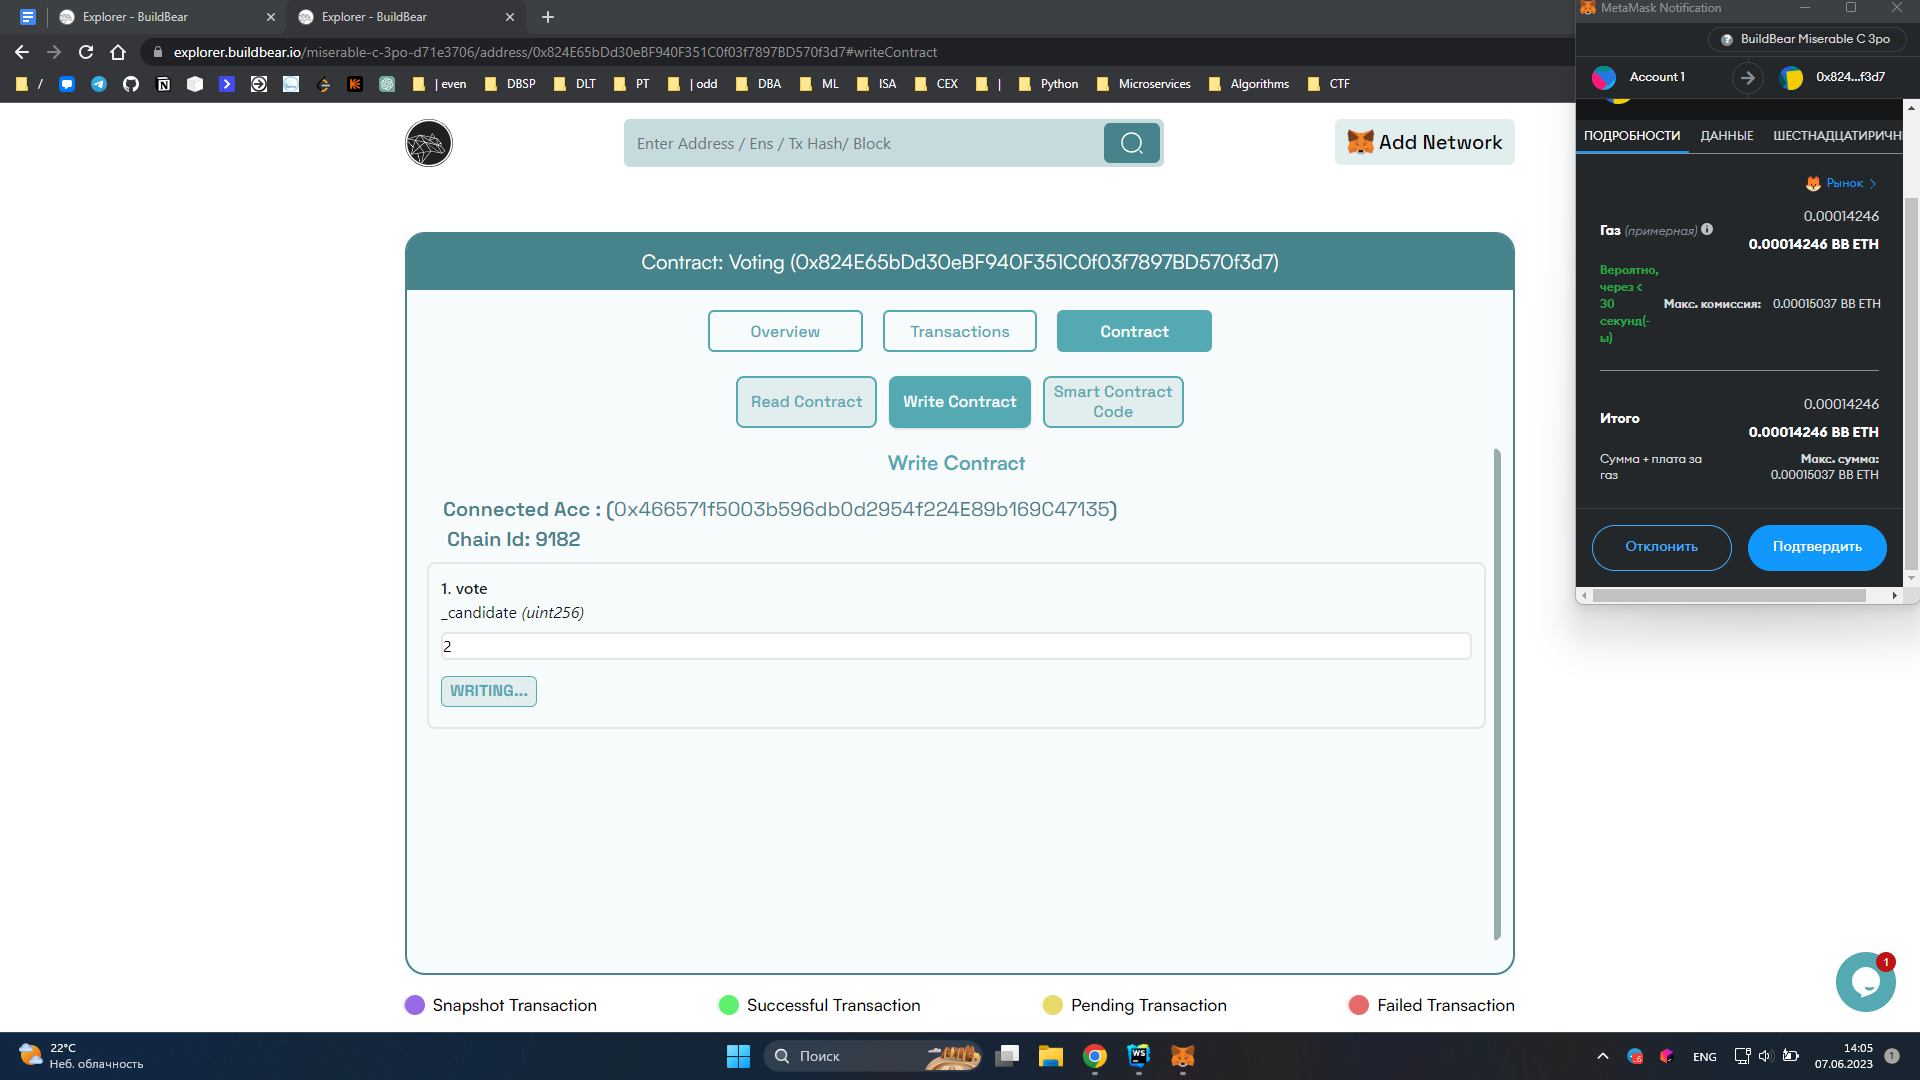 Explorer - BuildBear
Explorer - BuildBear
explorer.buildbear.io/miserable-c-3po-d71e3706/address/0x824E65bDd30eBF940F351C0f03f7897BD570f3d7#writeContract
/
| even
DBSP
DLT
PT
| odd
DBA
ML
ISA
CEX
|
Python
Microservices
Algorithms
CTF
Enter Address / Ens / Tx Hash/ Block
Add Network
Contract: Voting (0x824E65bDd30eBF940F351C0f03f7897BD570f3d7)
Overview
Transactions
Contract
Read Contract
Write Contract
Smart Contract
Code
Write Contract
Connected Acc : (0x466571f5003b596db0d2954f224E89b169C47135)
Chain Id: 9182
1. vote
_candidate (uint256)
2
WRITING...
Snapshot Transaction
Successful Transaction
Pending Transaction
Failed Transaction
MetaMask Notification
BuildBear Miserable C 3po
Account 1
0x824...f3d7
ПОДРОБНОСТИ
ДАННЫЕ
ШЕСТНАДЦАТИРИЧН
Рынок
0.00014246
Газ (примерная)
0.00014246 BB ETH
Вероятно,
через <
30
секунд(-
ы)
Макс. комиссия:
0.00015037 BB ETH
0.00014246
Итого
0.00014246 BB ETH
Сумма + плата за
газ
Макс. сумма:
0.00015037 BB ETH
Отклонить
Подтвердить
1
22°C
Неб. облачность
Поиск
WS
ENG
14:05
07.06.2023
1